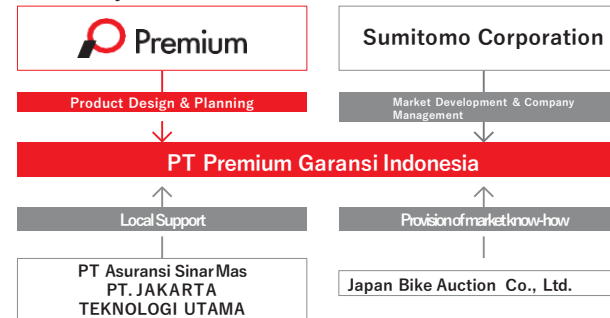 Premium
Sumitomo Corporation
Product Design & Planning
Market Development & Company
Management
PT Premium Garansi Indonesia
Local Support
Provision of market know-how
PT Asuransi Sinar Mas
PT. JAKARTA
TEKNOLOGI UTAMA
Japan Bike Auction Co., Ltd.